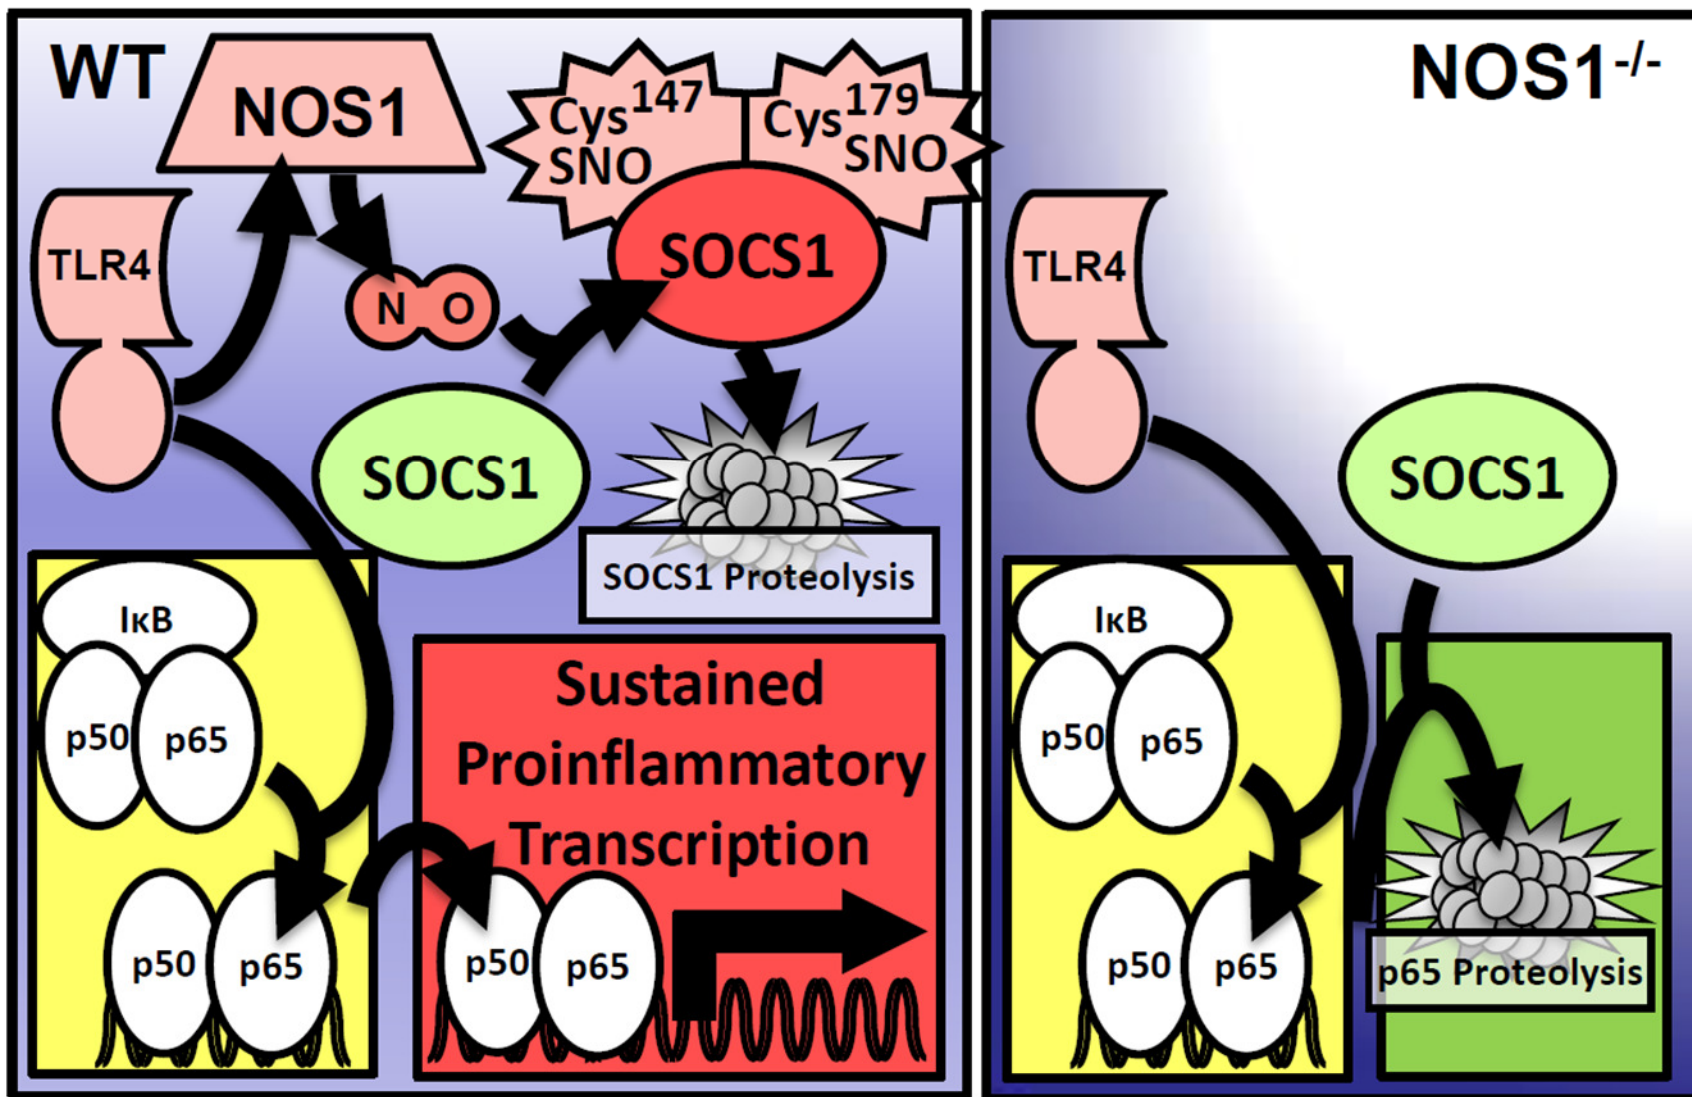 WT
NOS1
Cys147
SNO
Cys179
SNO
TLR4
N O
SOCS1
SOCS1
SOCS1 Proteolysis
IκB
p50 p65
p50 p65
Sustained
Proinflammatory
Transcription
p50 p65
NOS1-/-
TLR4
SOCS1
IκB
p50 p65
p50 p65
p65 Proteolysis